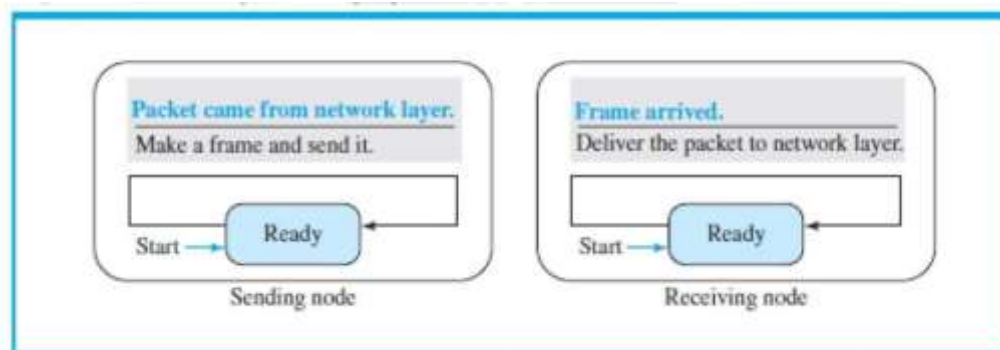 Packet came from network layer.
Make a frame and send it.
Ready
Start
Sending node
Frame arrived.
Deliver the packet to network layer.
Ready
Start
Receiving node